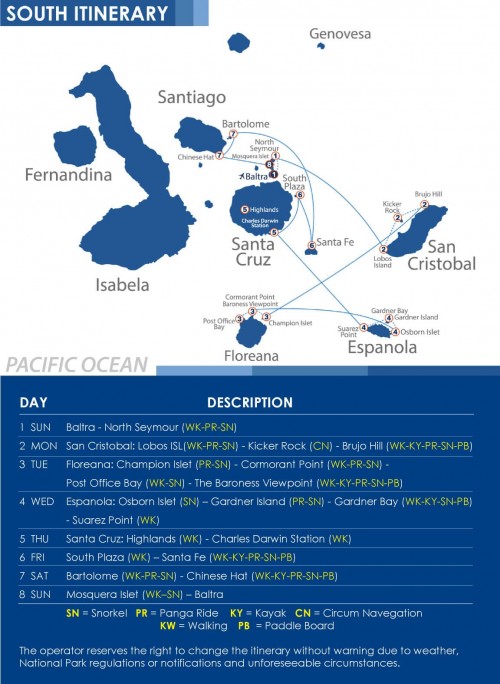 SOUTH ITINERARY
Genovesa
Santiago
Bartolome
7
North
Seymour
1
Chinese Hat
7
Mosquera Islet
8
Baltra
1
Fernandina
South
Plaza
6
Brujo Hill
2
Kicker
Rock
2
5 Highlands
Charles Darwin
Station
5
Santa
Cruz
6 Santa Fe
2
Lobos
Island
San
Cristobal
Isabela
Cormorant Point
Baroness Viewpoint
3
Post Office
Bay
3
3
Champion Islet
Floreana
Gardner Bay
4 Gardner Island
Suarez
Point
4
4
Osborn Islet
Española
PACIFIC OCEAN
DAY DESCRIPTION
1 SUN Baltra - North Seymour (WK-PR-SN)
2 MON San Cristobal: Lobos ISL(WK-PR-SN) - Kicker Rock (CN) - Brujo Hill (WK-KY-PR-SN-PB)
3 TUE Floreana: Champion Islet (PR-SN) - Cormorant Point (WK-PR-SN) -
Post Office Bay (WK-SN) - The Baroness Viewpoint (WK-KY-PR-SN-PB)
4 WED Espanola: Osborn Islet (SN) – Gardner Island (PR-SN) - Gardner Bay (WK-KY-SN-PB)
- Suarez Point (WK)
5 THU Santa Cruz: Highlands (WK) - Charles Darwin Station (WK)
6 FRI South Plaza (WK) – Santa Fe (WK-KY-PR-SN-PB)
7 SAT Bartolome (WK-PR-SN) - Chinese Hat (WK-KY-PR-SN-PB)
8 SUN Mosquera Islet (WK–SN) – Baltra
SN = Snorkel PR = Panga Ride KY = Kayak CN = Circum Navegation
KW = Walking PB = Paddle Board
The operator reserves the right to change the itinerary without warning due to weather,
National Park regulations or notifications and unforeseeable circumstances.